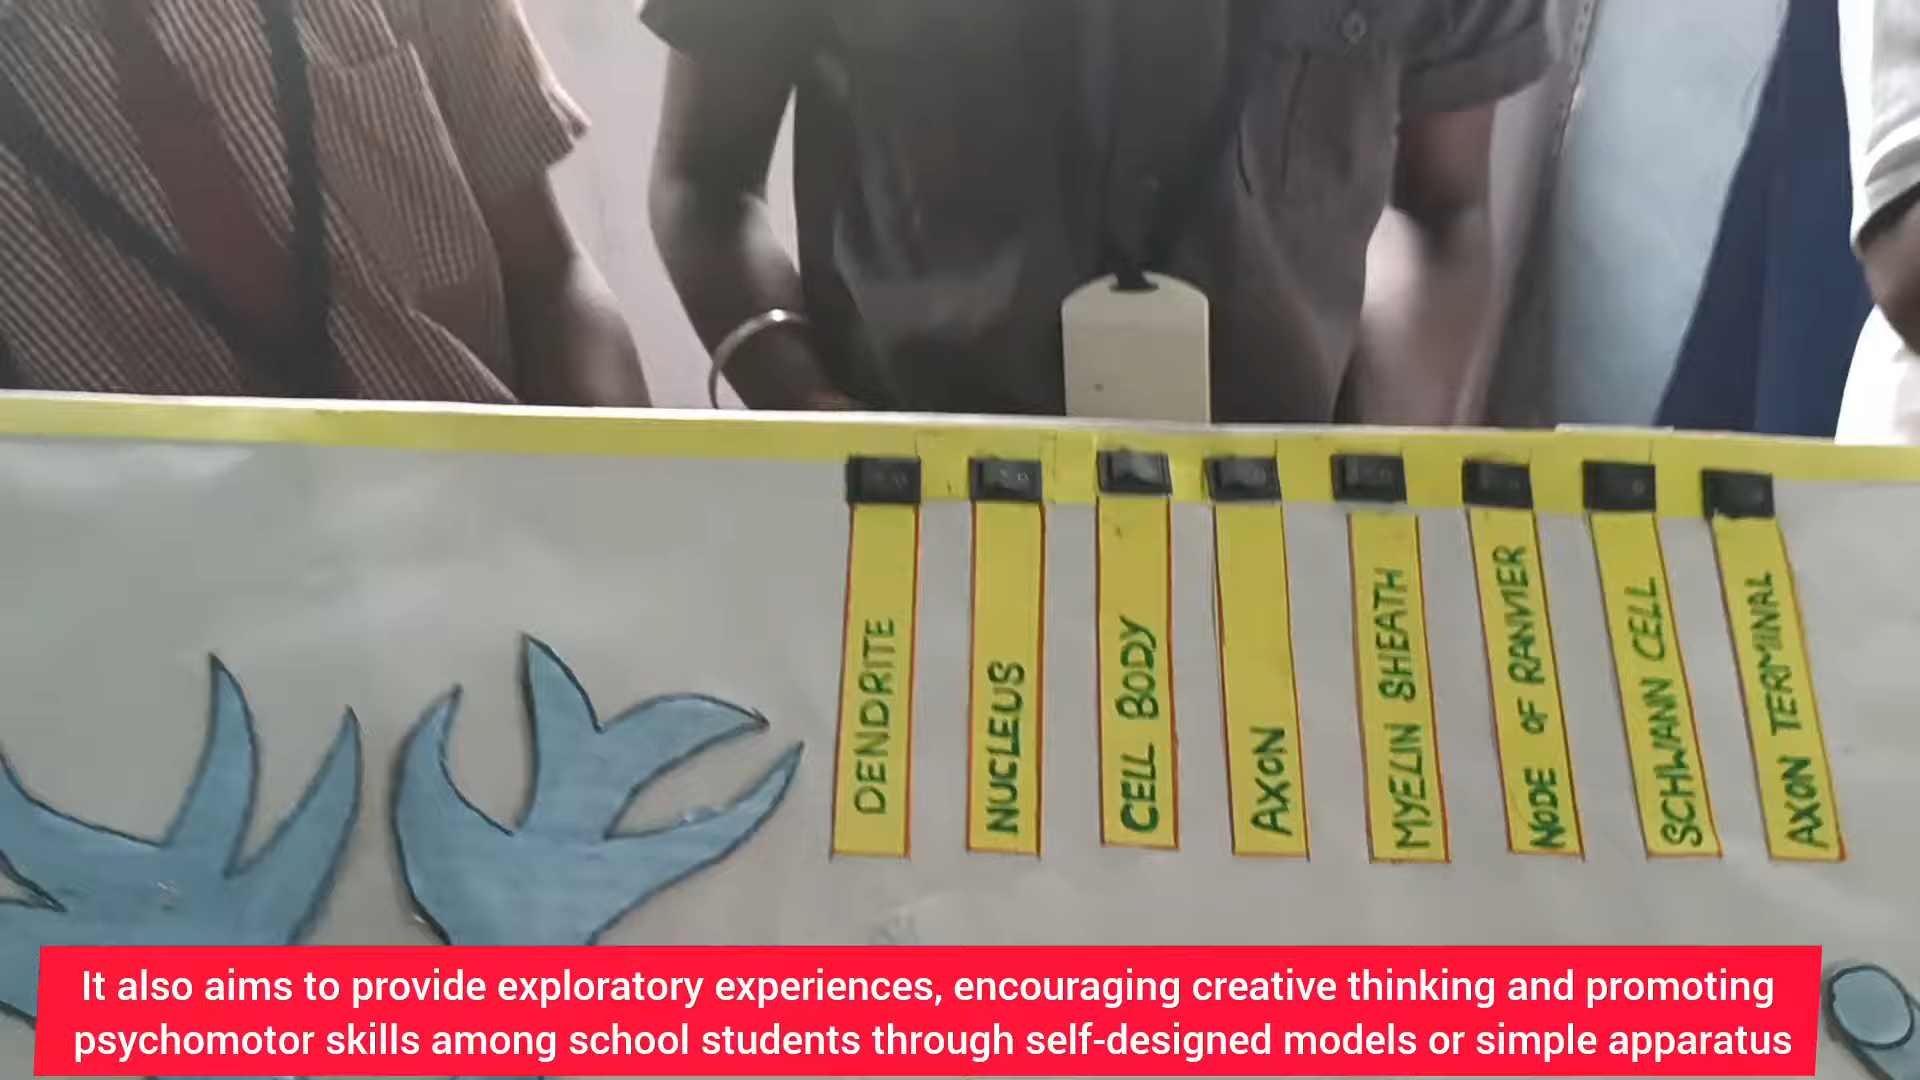 DENDRITE
NUCLEUS
CELL BODY
AXON
MYELIN SHEATH
NODE OF RANVIER
SCHWANN CELL
AXON TERMINAL
It also aims to provide exploratory experiences, encouraging creative thinking and promoting
psychomotor skills among school students through self-designed models or simple apparatus